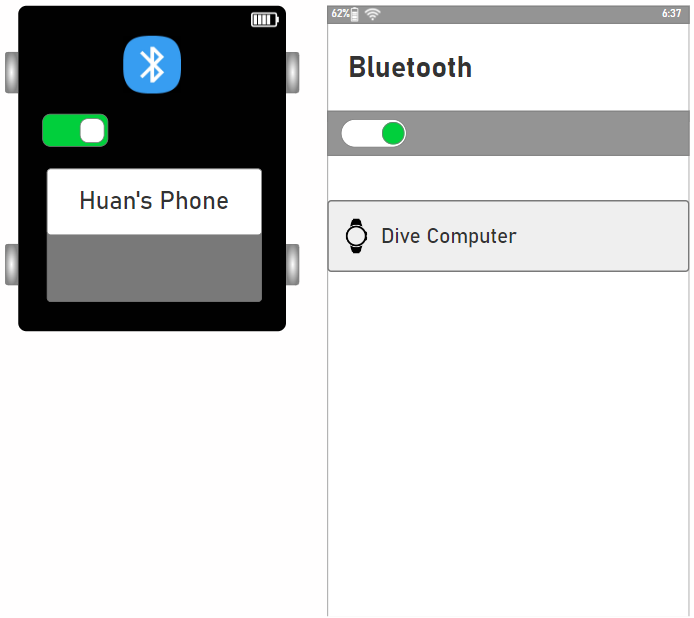 Huan's Phone
62%
6:37
Bluetooth
Dive Computer